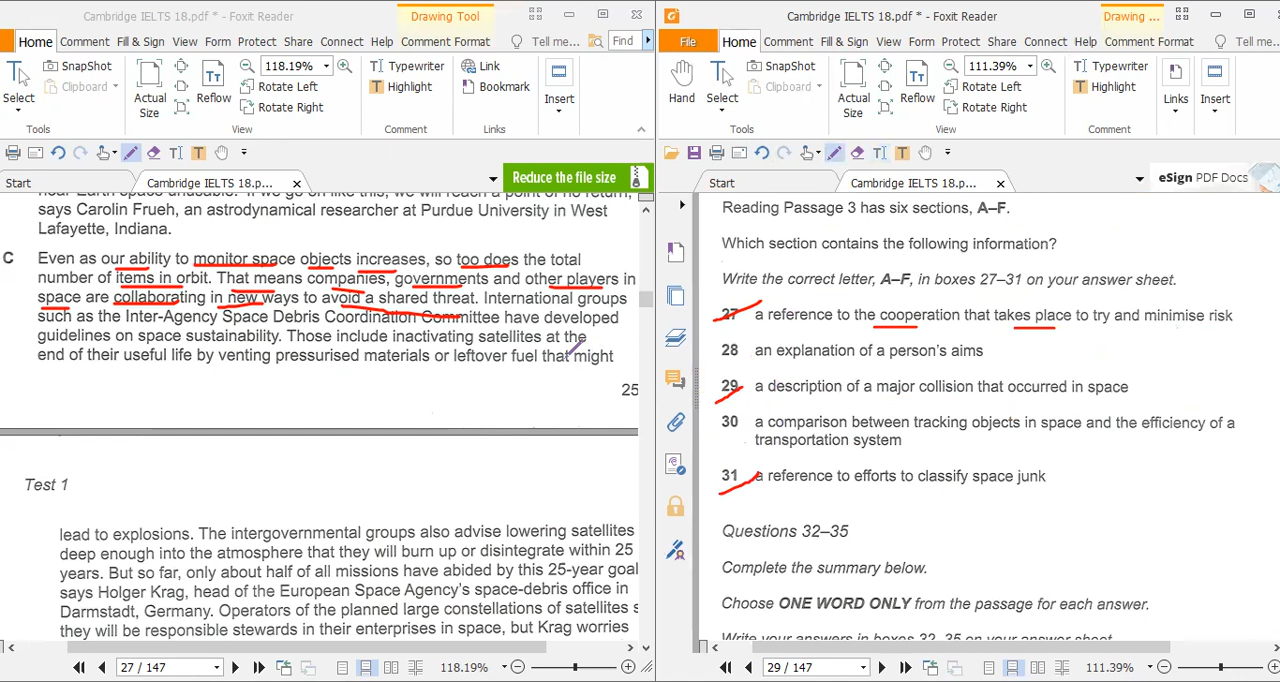 Cambridge IELTS 18.pdf * - Foxit Reader
Drawing Tool
Home Comment Fill & Sign View Form Protect Share Connect Help Comment Format Tell me... Find
SnapShot
Clipboard
Select
Actual Size
Reflow
118.19%
Rotate Left
Rotate Right
Typewriter
Highlight
Link
Bookmark
Insert
Tools View Comment Links
Reduce the file size
Start Cambridge IELTS 18.p...
says Carolin Frueh, an astrodynamical researcher at Purdue University in West
Lafayette, Indiana.
C Even as our ability to monitor space objects increases, so too does the total
number of items in orbit. That means companies, governments and other players in
space are collaborating in new ways to avoid a shared threat. International groups
such as the Inter-Agency Space Debris Coordination Committee have developed
guidelines on space sustainability. Those include inactivating satellites at the
end of their useful life by venting pressurised materials or leftover fuel that might
25
Test 1
lead to explosions. The intergovernmental groups also advise lowering satellites
deep enough into the atmosphere that they will burn up or disintegrate within 25
years. But so far, only about half of all missions have abided by this 25-year goal
says Holger Krag, head of the European Space Agency's space-debris office in
Darmstadt, Germany. Operators of the planned large constellations of satellites s
they will be responsible stewards in their enterprises in space, but Krag worries
27 / 147
118.19%
Cambridge IELTS 18.pdf * - Foxit Reader
Drawing ...
File Home Comment Fill & Sign View Form Protect Share Connect Help Comment Format Tell me...
Hand
Select
SnapShot
Clipboard
Actual Size
Reflow
111.39%
Rotate Left
Rotate Right
Typewriter
Highlight
Links
Insert
Tools View Comment
eSign PDF Docs
Start Cambridge IELTS 18.p...
Reading Passage 3 has six sections, A–F.
Which section contains the following information?
Write the correct letter, A–F, in boxes 27–31 on your answer sheet.
27 a reference to the cooperation that takes place to try and minimise risk
28 an explanation of a person's aims
29 a description of a major collision that occurred in space
30 a comparison between tracking objects in space and the efficiency of a
transportation system
31 a reference to efforts to classify space junk
Questions 32–35
Complete the summary below.
Choose ONE WORD ONLY from the passage for each answer.
Write your answers in boxes 32–35 on your answer sheet.
29 / 147
111.39%